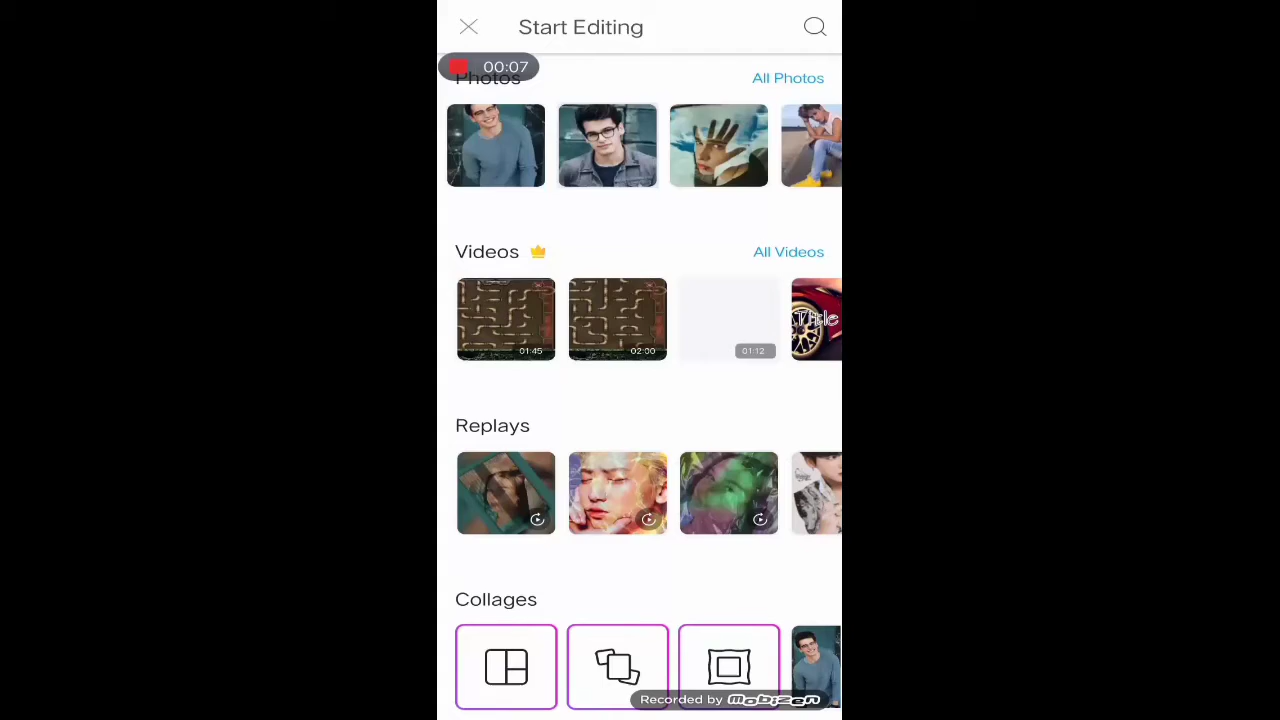 Start Editing
00:07
Photos
All Photos
Videos
All Videos
01:45
02:00
01:12
Title
Replays
Collages
Recorded by mobizen